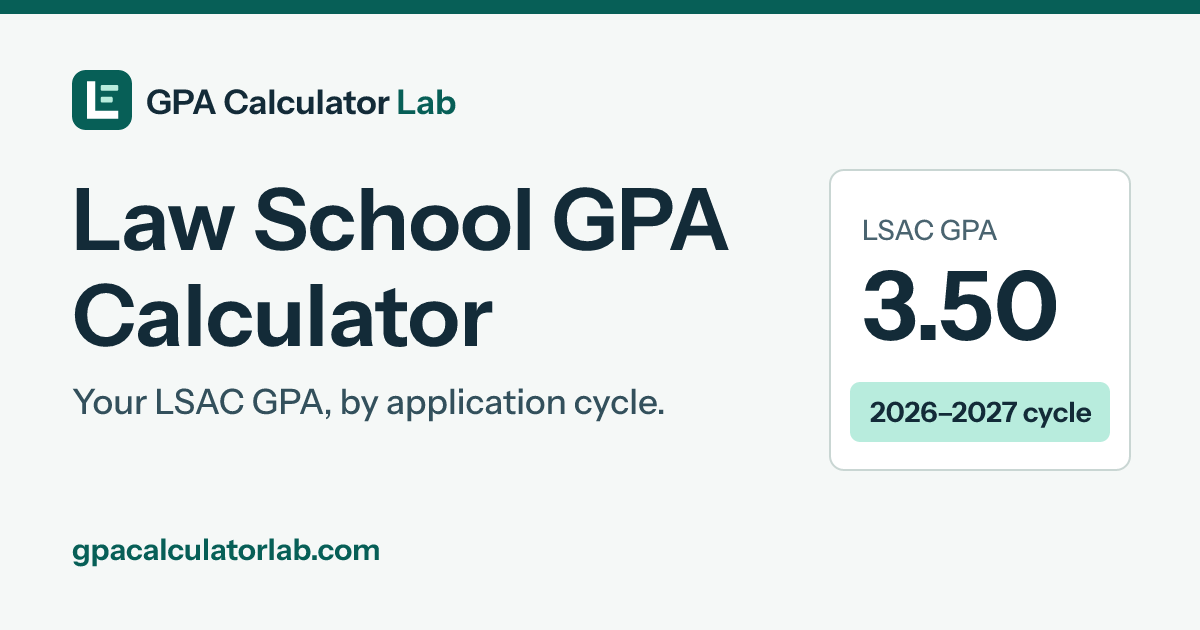 GPA Calculator Lab
Law School GPA
Calculator
Your LSAC GPA, by application cycle.
LSAC GPA
3.50
2026–2027 cycle
gpacalculatorlab.com